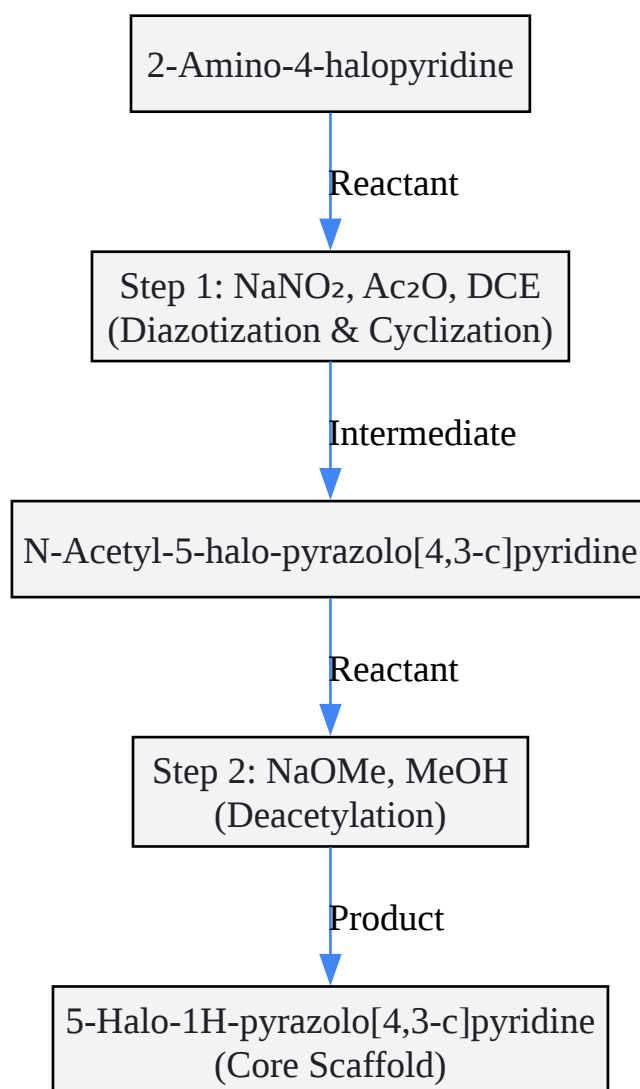 2-Amino-4-halopyridine
Reactant
Step 1: NaNO₂, Ac₂O, DCE
(Diazotization & Cyclization)
Intermediate
N-Acetyl-5-halo-pyrazolo[4,3-c]pyridine
Reactant
Step 2: NaOMe, MeOH
(Deacetylation)
Product
5-Halo-1H-pyrazolo[4,3-c]pyridine
(Core Scaffold)